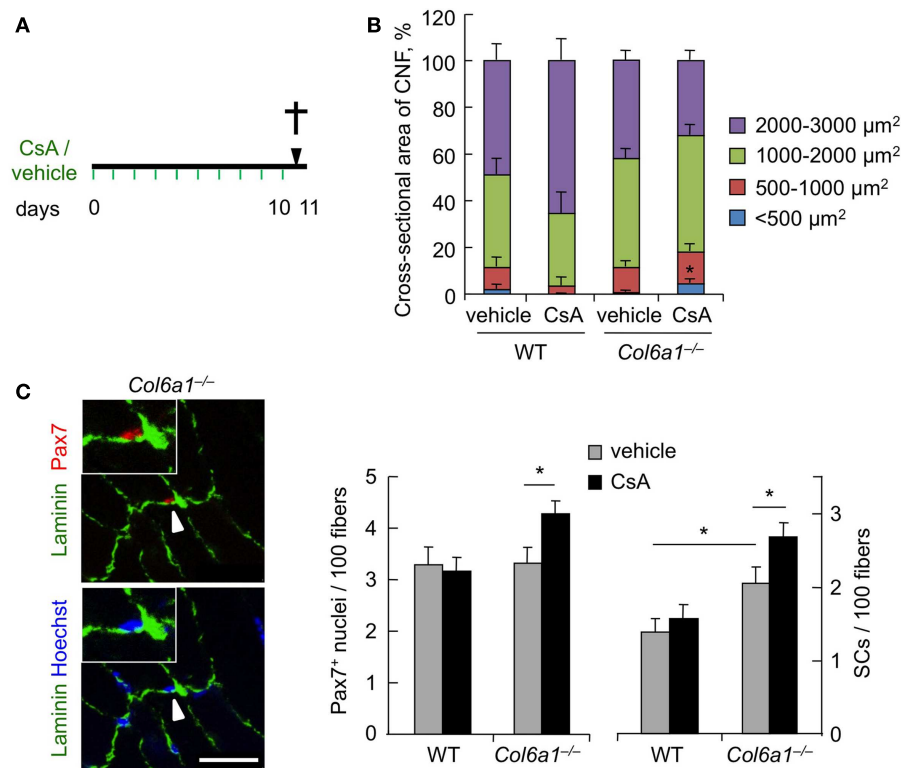 A
CsA /
vehicle
days
0
10 11
B
Cross-sectional area of CNF, %
120
100
80
60
40
20
0
vehicle CsA vehicle CsA
WT Col6a1–/–
2000-3000 µm²
1000-2000 µm²
500-1000 µm²
<500 µm²
*
C
Col6a1–/–
Laminin Pax7
Laminin Hoechst
vehicle
CsA
Pax7⁺ nuclei / 100 fibers
5
4
3
2
1
0
*
WT Col6a1–/–
* *
3
2
1
0
SCs / 100 fibers
WT Col6a1–/–